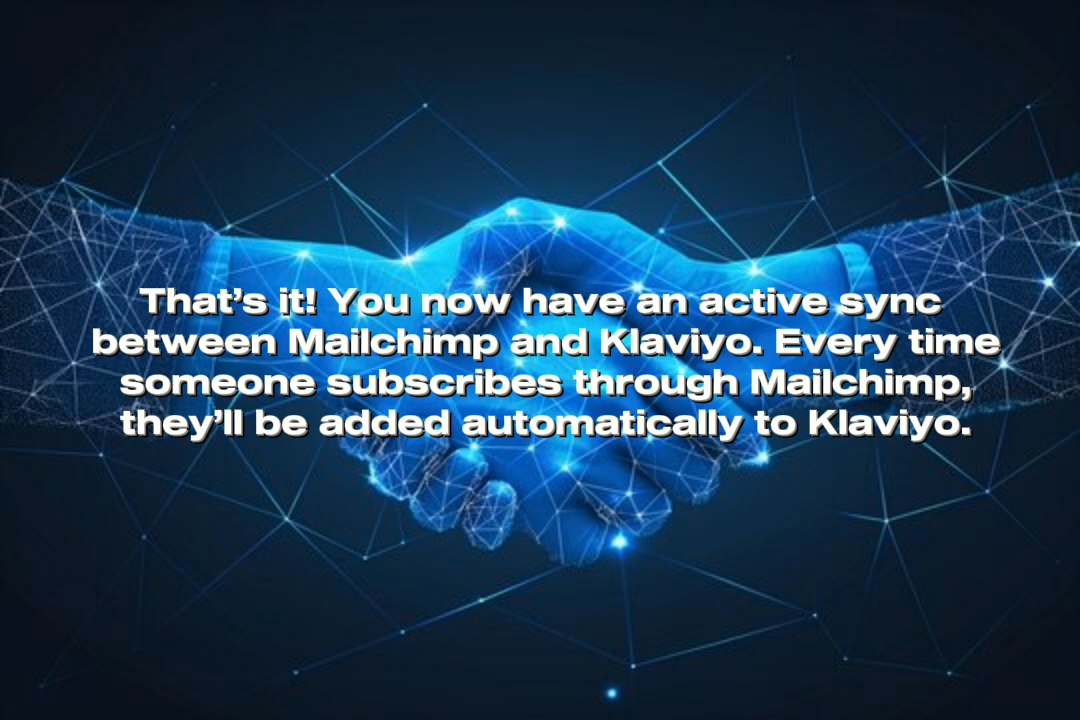 That’s it! You now have an active sync
between Mailchimp and Klaviyo. Every time
someone subscribes through Mailchimp,
they’ll be added automatically to Klaviyo.